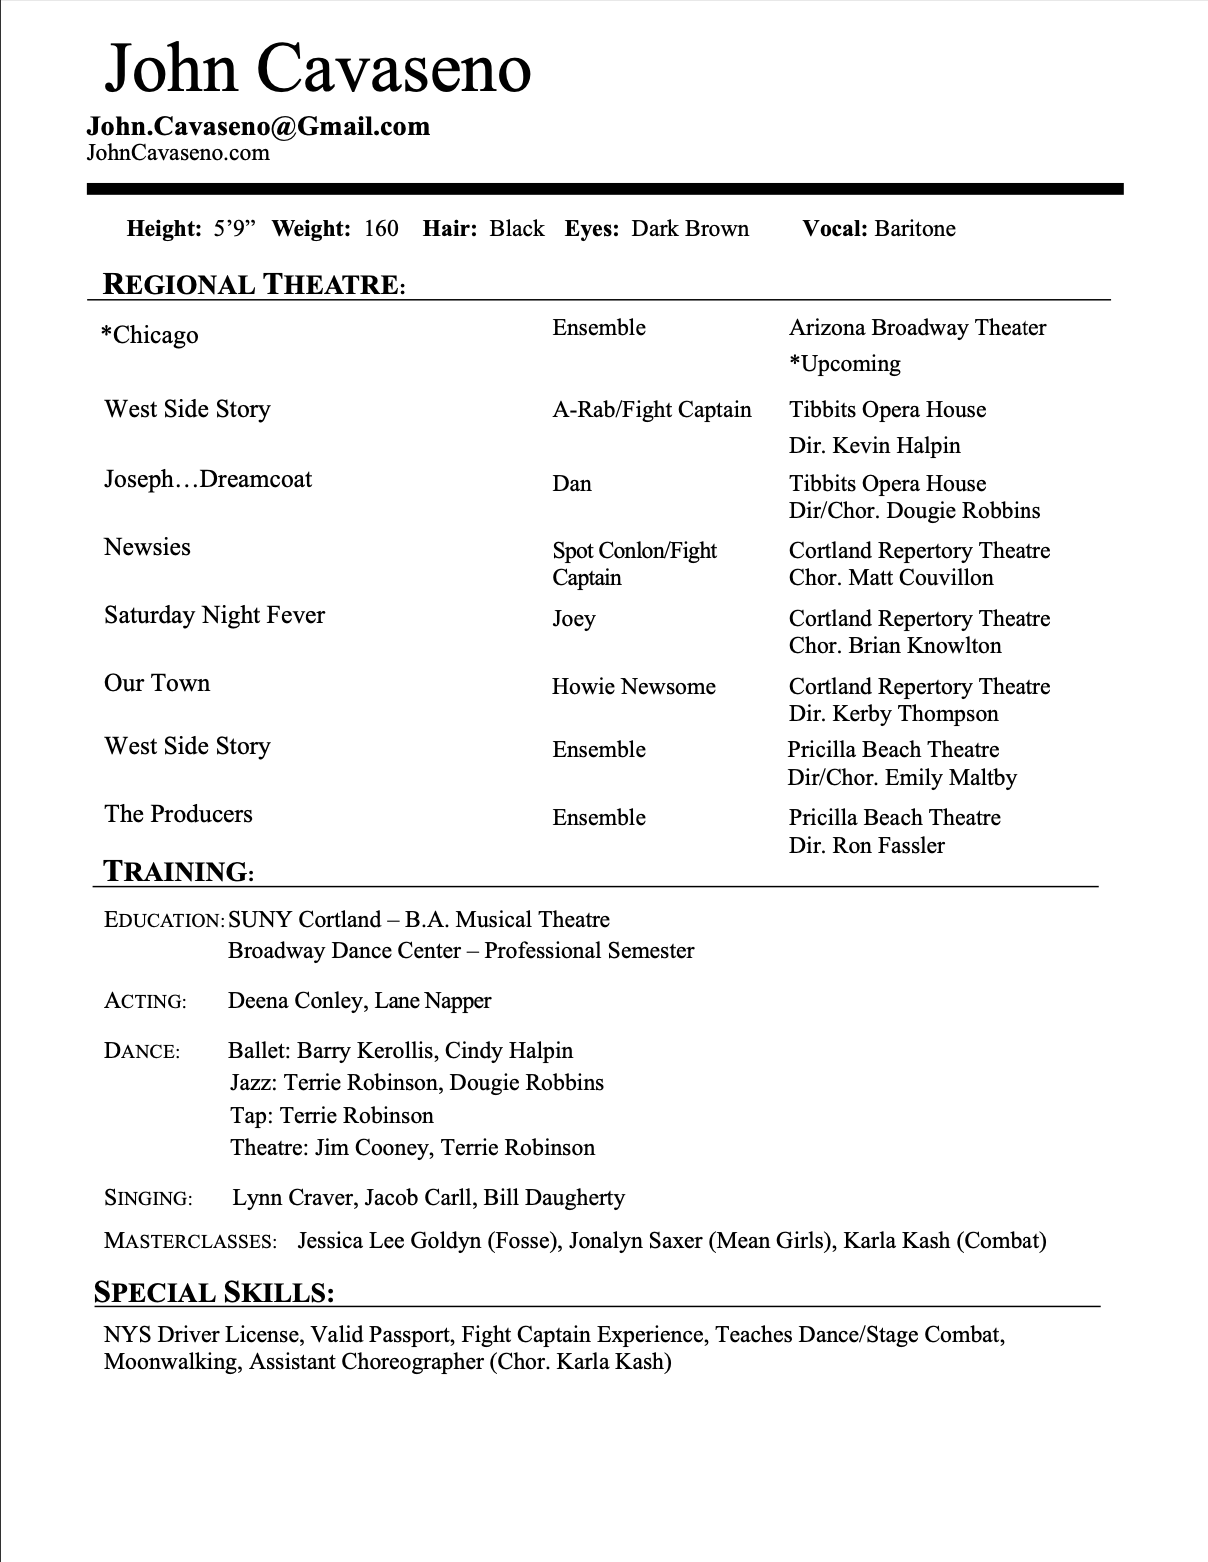 John Cavaseno
John.Cavaseno@Gmail.com
JohnCavaseno.com
Height: 5’9” Weight: 160 Hair: Black Eyes: Dark Brown Vocal: Baritone
REGIONAL THEATRE:
*Chicago Ensemble Arizona Broadway Theater
*Upcoming
West Side Story A-Rab/Fight Captain Tibbits Opera House
Dir. Kevin Halpin
Joseph…Dreamcoat Dan Tibbits Opera House
Dir/Chor. Dougie Robbins
Newsies Spot Conlon/Fight Cortland Repertory Theatre
Captain Chor. Matt Couvillon
Saturday Night Fever Joey Cortland Repertory Theatre
Chor. Brian Knowlton
Our Town Howie Newsome Cortland Repertory Theatre
Dir. Kerby Thompson
West Side Story Ensemble Pricilla Beach Theatre
Dir/Chor. Emily Maltby
The Producers Ensemble Pricilla Beach Theatre
Dir. Ron Fassler
TRAINING:
EDUCATION: SUNY Cortland – B.A. Musical Theatre
Broadway Dance Center – Professional Semester
ACTING: Deena Conley, Lane Napper
DANCE: Ballet: Barry Kerollis, Cindy Halpin
Jazz: Terrie Robinson, Dougie Robbins
Tap: Terrie Robinson
Theatre: Jim Cooney, Terrie Robinson
SINGING: Lynn Craver, Jacob Carll, Bill Daugherty
MASTERCLASSES: Jessica Lee Goldyn (Fosse), Jonalyn Saxer (Mean Girls), Karla Kash (Combat)
SPECIAL SKILLS:
NYS Driver License, Valid Passport, Fight Captain Experience, Teaches Dance/Stage Combat,
Moonwalking, Assistant Choreographer (Chor. Karla Kash)